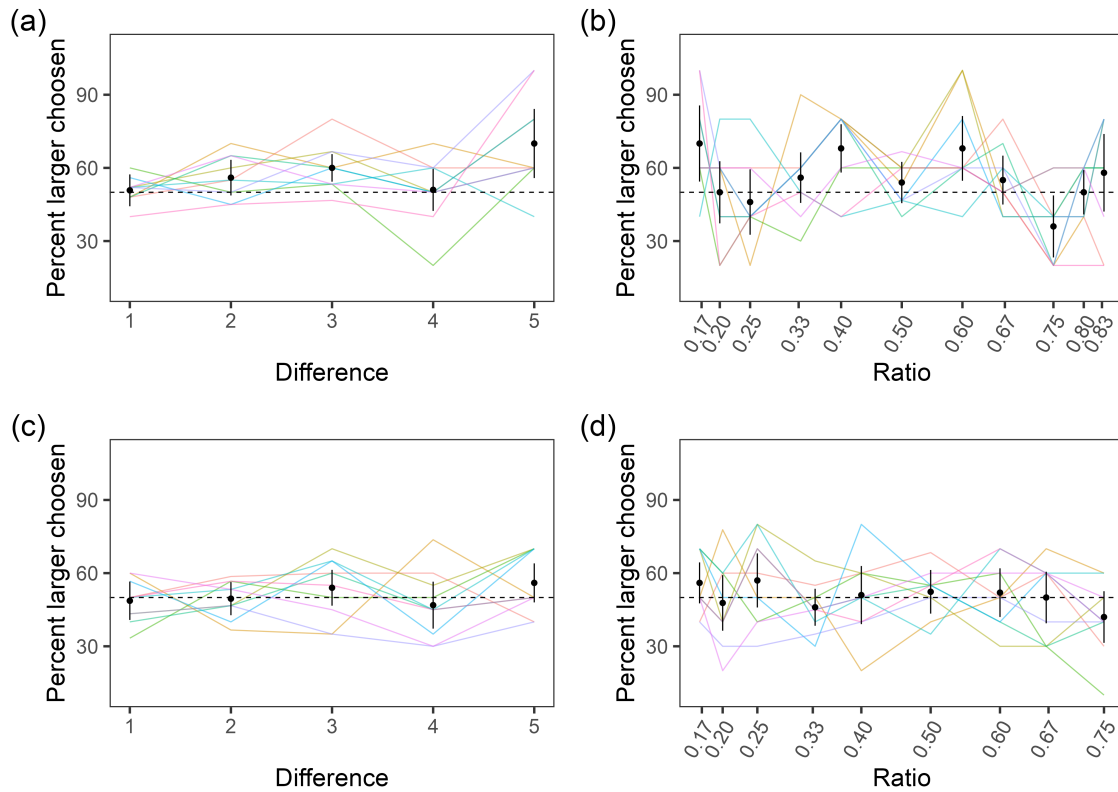 (a)
Percent larger choosen
90
60
30
1 2 3 4 5
Difference
(b)
Percent larger choosen
90
60
30
0.17 0.20 0.25 0.33 0.40 0.50 0.60 0.67 0.75 0.80 0.83
Ratio
(c)
Percent larger choosen
90
60
30
1 2 3 4 5
Difference
(d)
Percent larger choosen
90
60
30
0.17 0.20 0.25 0.33 0.40 0.50 0.60 0.67 0.75
Ratio